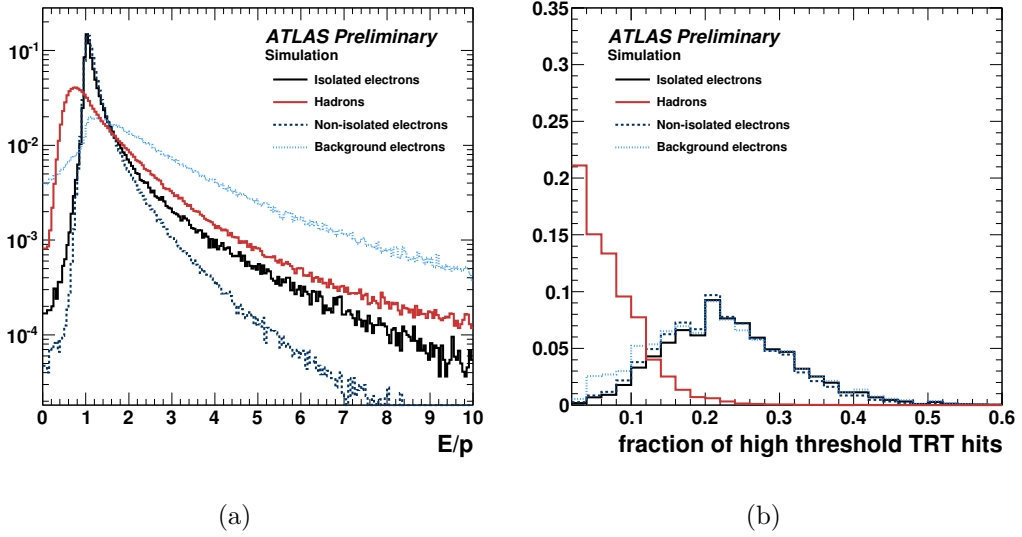 ATLAS Preliminary
Simulation
Isolated electrons
Hadrons
Non-isolated electrons
Background electrons
10^-1
10^-2
10^-3
10^-4
0 1 2 3 4 5 6 7 8 9 10
E/p
(a)
ATLAS Preliminary
Simulation
Isolated electrons
Hadrons
Non-isolated electrons
Background electrons
0.35
0.3
0.25
0.2
0.15
0.1
0.05
0
0.1 0.2 0.3 0.4 0.5 0.6
fraction of high threshold TRT hits
(b)